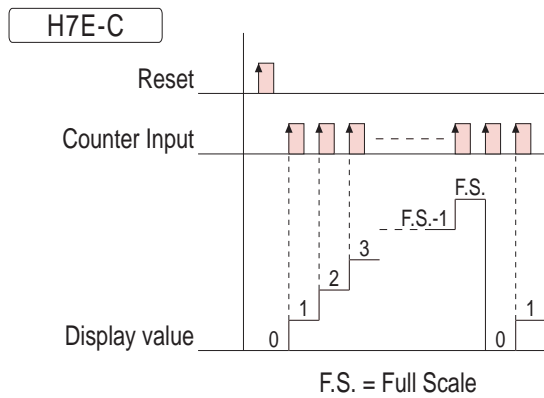 H7E-C
Reset
Counter Input
F.S.
F.S.-1
3
2
1 1
Display value 0 0
F.S. = Full Scale